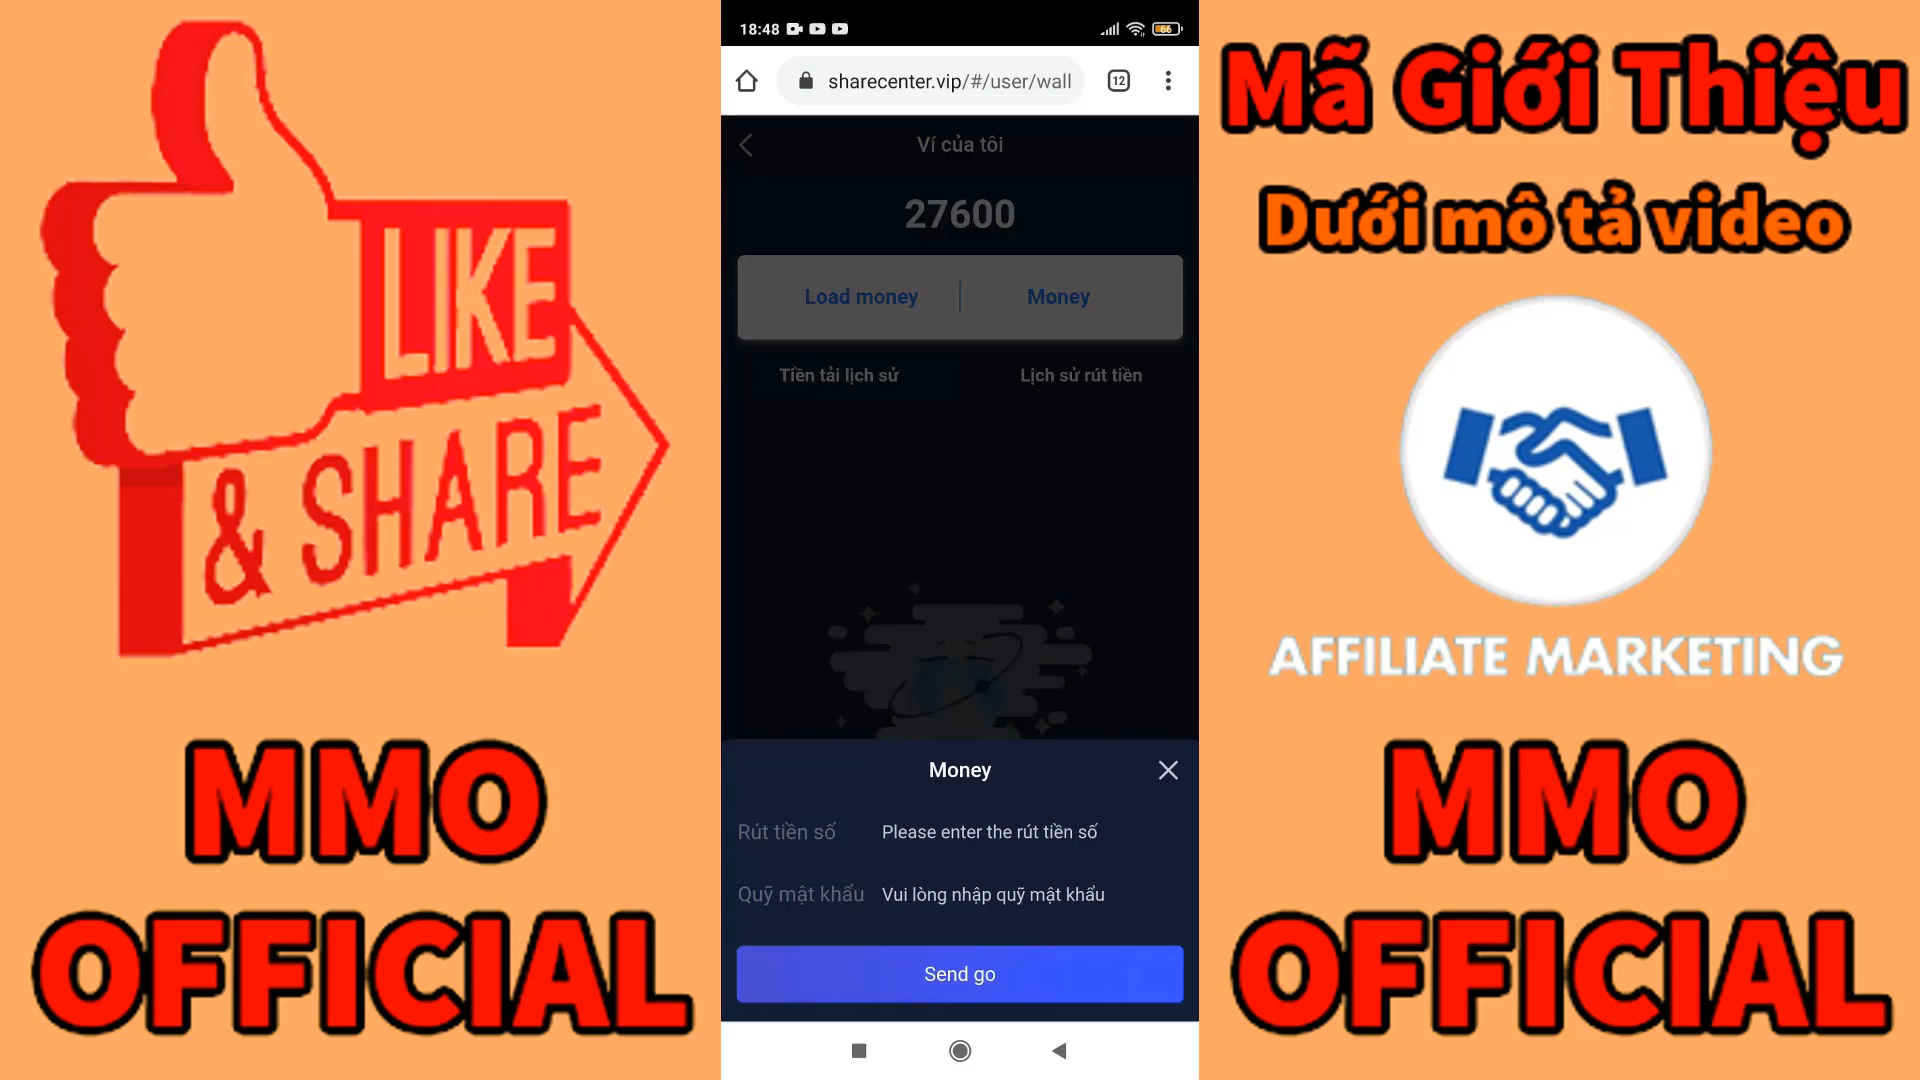 LIKE
& SHARE
MMO
OFFICIAL
18:48
66
sharecenter.vip/#/user/wall
12
Ví của tôi
27600
Load money
Money
Tiền tải lịch sử
Lịch sử rút tiền
Money
Rút tiền số
Please enter the rút tiền số
Quỹ mật khẩu
Vui lòng nhập quỹ mật khẩu
Send go
Mã Giới Thiệu
Dưới mô tả video
AFFILIATE MARKETING
MMO
OFFICIAL